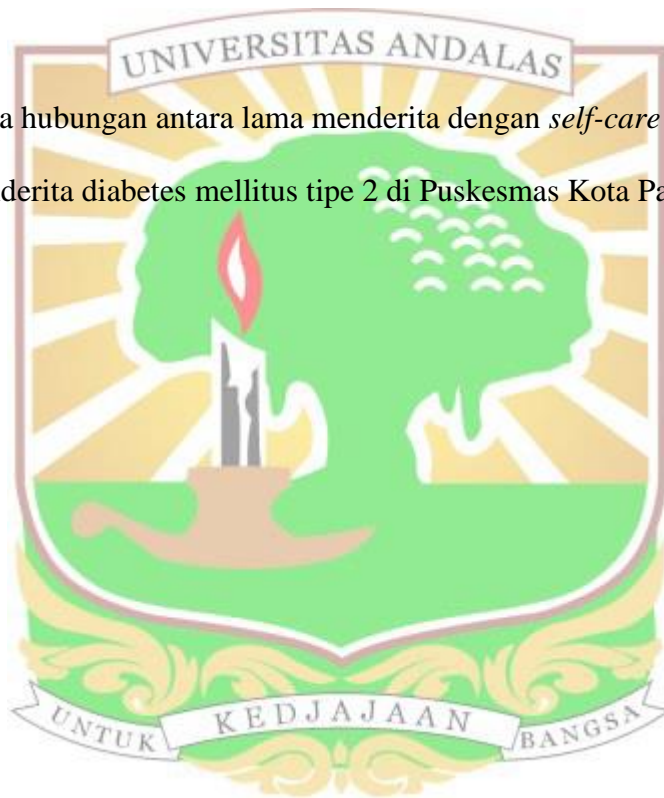 UNIVERSITAS ANDALAS
a hubungan antara lama menderita dengan self-care
derita diabetes mellitus tipe 2 di Puskesmas Kota Pa
UNTUK KEDJAJAAN BANGSA